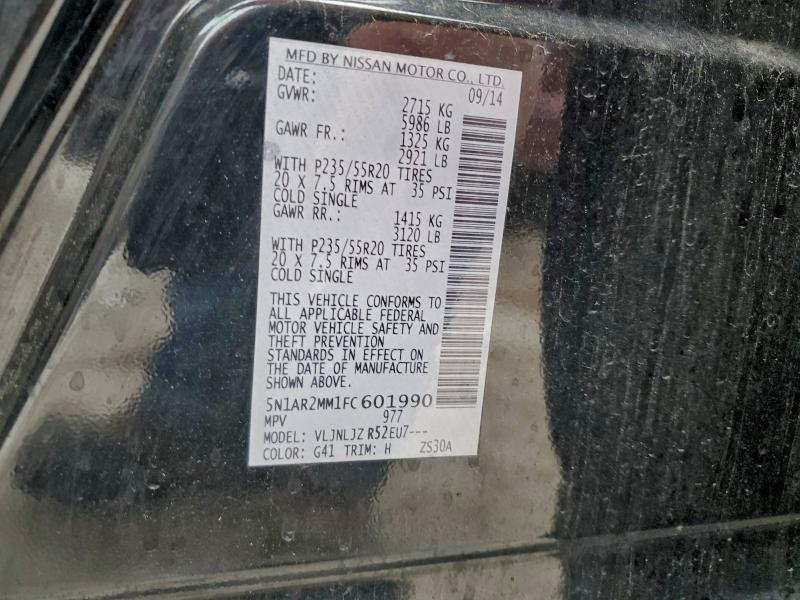 MFD BY NISSAN MOTOR CO., LTD.
DATE: 09/14
GVWR: 2715 KG
5986 LB
GAWR FR.: 1325 KG
2921 LB
WITH P235/55R20 TIRES
20 X 7.5 RIMS AT 35 PSI
COLD SINGLE
GAWR RR.: 1415 KG
3120 LB
WITH P235/55R20 TIRES
20 X 7.5 RIMS AT 35 PSI
COLD SINGLE
THIS VEHICLE CONFORMS TO
ALL APPLICABLE FEDERAL
MOTOR VEHICLE SAFETY AND
THEFT PREVENTION
STANDARDS IN EFFECT ON
THE DATE OF MANUFACTURE
SHOWN ABOVE.
5N1AR2MM1FC601990
MPV 977
MODEL: VLJNLJZ R52EU7---
COLOR: G41 TRIM: H ZS30A